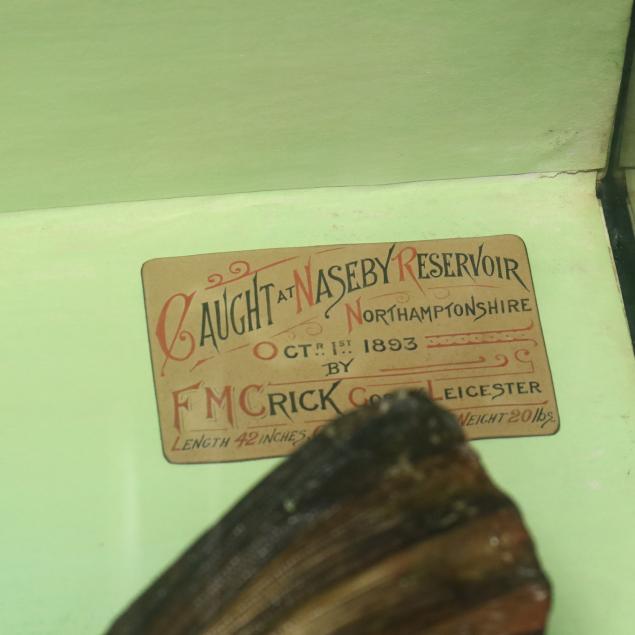 CAUGHT AT NASEBY RESERVOIR
NORTHAMPTONSHIRE
OCTR 1ST 1893
BY
F M CRICK LEICESTER
LENGTH 42 INCHES. WEIGHT 20 lbs.